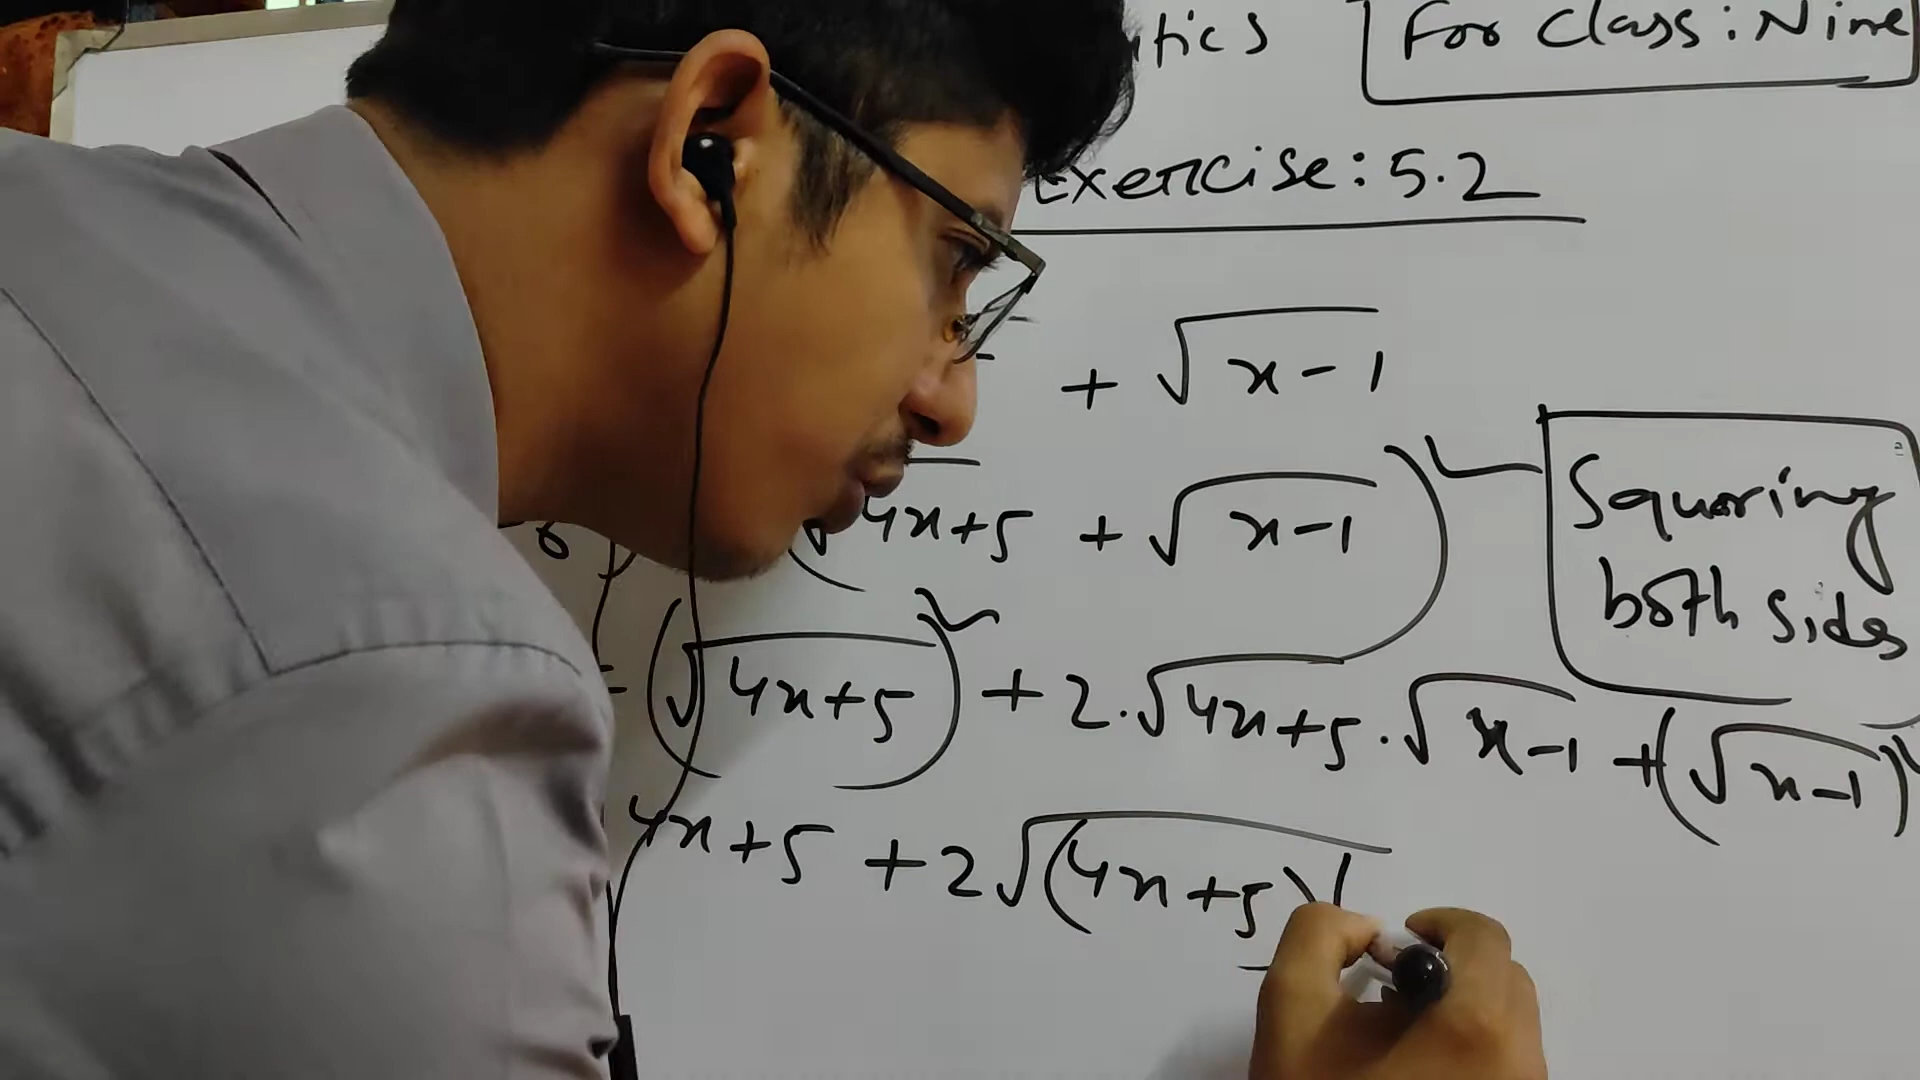 For Class: Nine
Exercise: 5.2
+ √x-1
√4x+5 + √x-1)²
Squaring
both sides
= (√4x+5)² + 2.√4x+5.√x-1 + (√x-1)²
4x+5 + 2√(4x+5)(